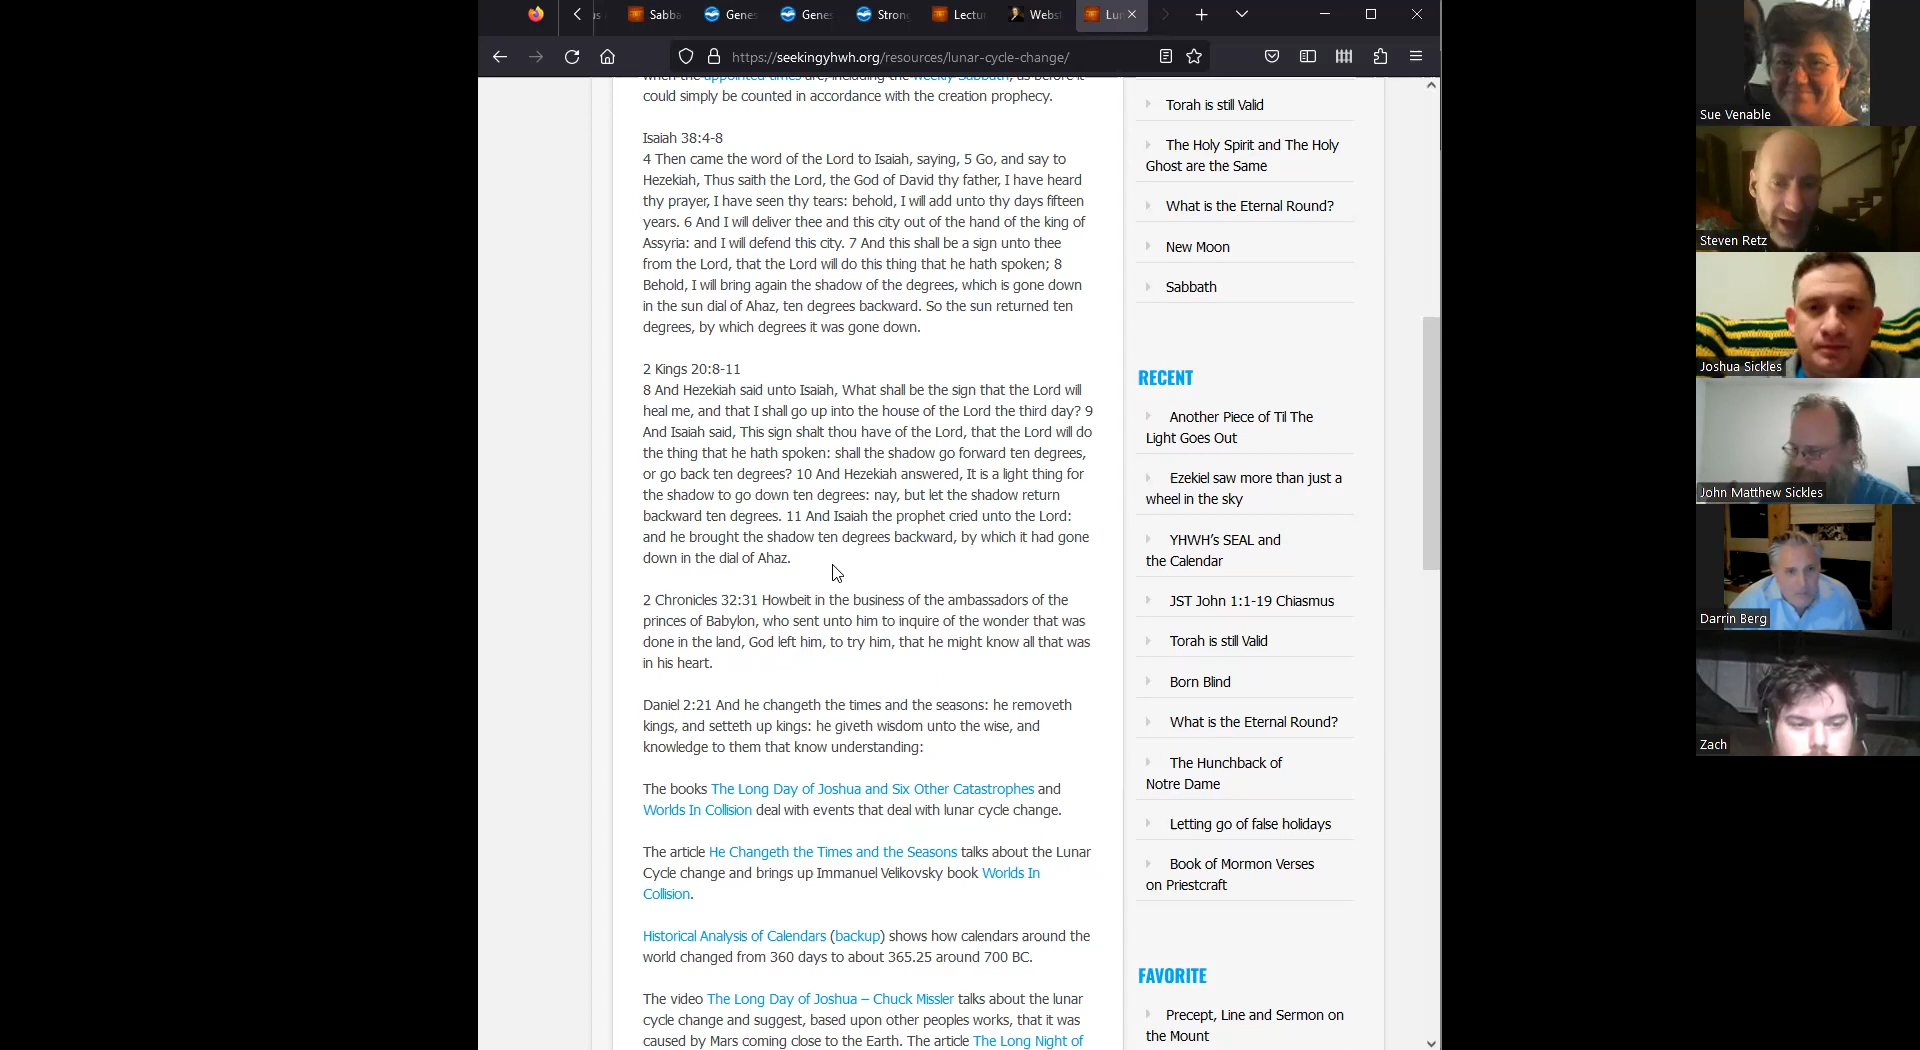 Sabba
Genes
Genes
Strong
Lectur
Webst
Lun
https://seekingyhwh.org/resources/lunar-cycle-change/
when the appointed times are, including the weekly Sabbath, as before it
could simply be counted in accordance with the creation prophecy.
Isaiah 38:4-8
4 Then came the word of the Lord to Isaiah, saying, 5 Go, and say to
Hezekiah, Thus saith the Lord, the God of David thy father, I have heard
thy prayer, I have seen thy tears: behold, I will add unto thy days fifteen
years. 6 And I will deliver thee and this city out of the hand of the king of
Assyria: and I will defend this city. 7 And this shall be a sign unto thee
from the Lord, that the Lord will do this thing that he hath spoken; 8
Behold, I will bring again the shadow of the degrees, which is gone down
in the sun dial of Ahaz, ten degrees backward. So the sun returned ten
degrees, by which degrees it was gone down.
2 Kings 20:8-11
8 And Hezekiah said unto Isaiah, What shall be the sign that the Lord will
heal me, and that I shall go up into the house of the Lord the third day? 9
And Isaiah said, This sign shalt thou have of the Lord, that the Lord will do
the thing that he hath spoken: shall the shadow go forward ten degrees,
or go back ten degrees? 10 And Hezekiah answered, It is a light thing for
the shadow to go down ten degrees: nay, but let the shadow return
backward ten degrees. 11 And Isaiah the prophet cried unto the Lord:
and he brought the shadow ten degrees backward, by which it had gone
down in the dial of Ahaz.
2 Chronicles 32:31 Howbeit in the business of the ambassadors of the
princes of Babylon, who sent unto him to inquire of the wonder that was
done in the land, God left him, to try him, that he might know all that was
in his heart.
Daniel 2:21 And he changeth the times and the seasons: he removeth
kings, and setteth up kings: he giveth wisdom unto the wise, and
knowledge to them that know understanding:
The books The Long Day of Joshua and Six Other Catastrophes and
Worlds In Collision deal with events that deal with lunar cycle change.
The article He Changeth the Times and the Seasons talks about the Lunar
Cycle change and brings up Immanuel Velikovsky book Worlds In
Collision.
Historical Analysis of Calendars (backup) shows how calendars around the
world changed from 360 days to about 365.25 around 700 BC.
The video The Long Day of Joshua – Chuck Missler talks about the lunar
cycle change and suggest, based upon other peoples works, that it was
caused by Mars coming close to the Earth. The article The Long Night of
Torah is still Valid
The Holy Spirit and The Holy
Ghost are the Same
What is the Eternal Round?
New Moon
Sabbath
RECENT
Another Piece of Til The
Light Goes Out
Ezekiel saw more than just a
wheel in the sky
YHWH's SEAL and
the Calendar
JST John 1:1-19 Chiasmus
Torah is still Valid
Born Blind
What is the Eternal Round?
The Hunchback of
Notre Dame
Letting go of false holidays
Book of Mormon Verses
on Priestcraft
FAVORITE
Precept, Line and Sermon on
the Mount
Sue Venable
Steven Retz
Joshua Sickles
John Matthew Sickles
Darrin Berg
Zach